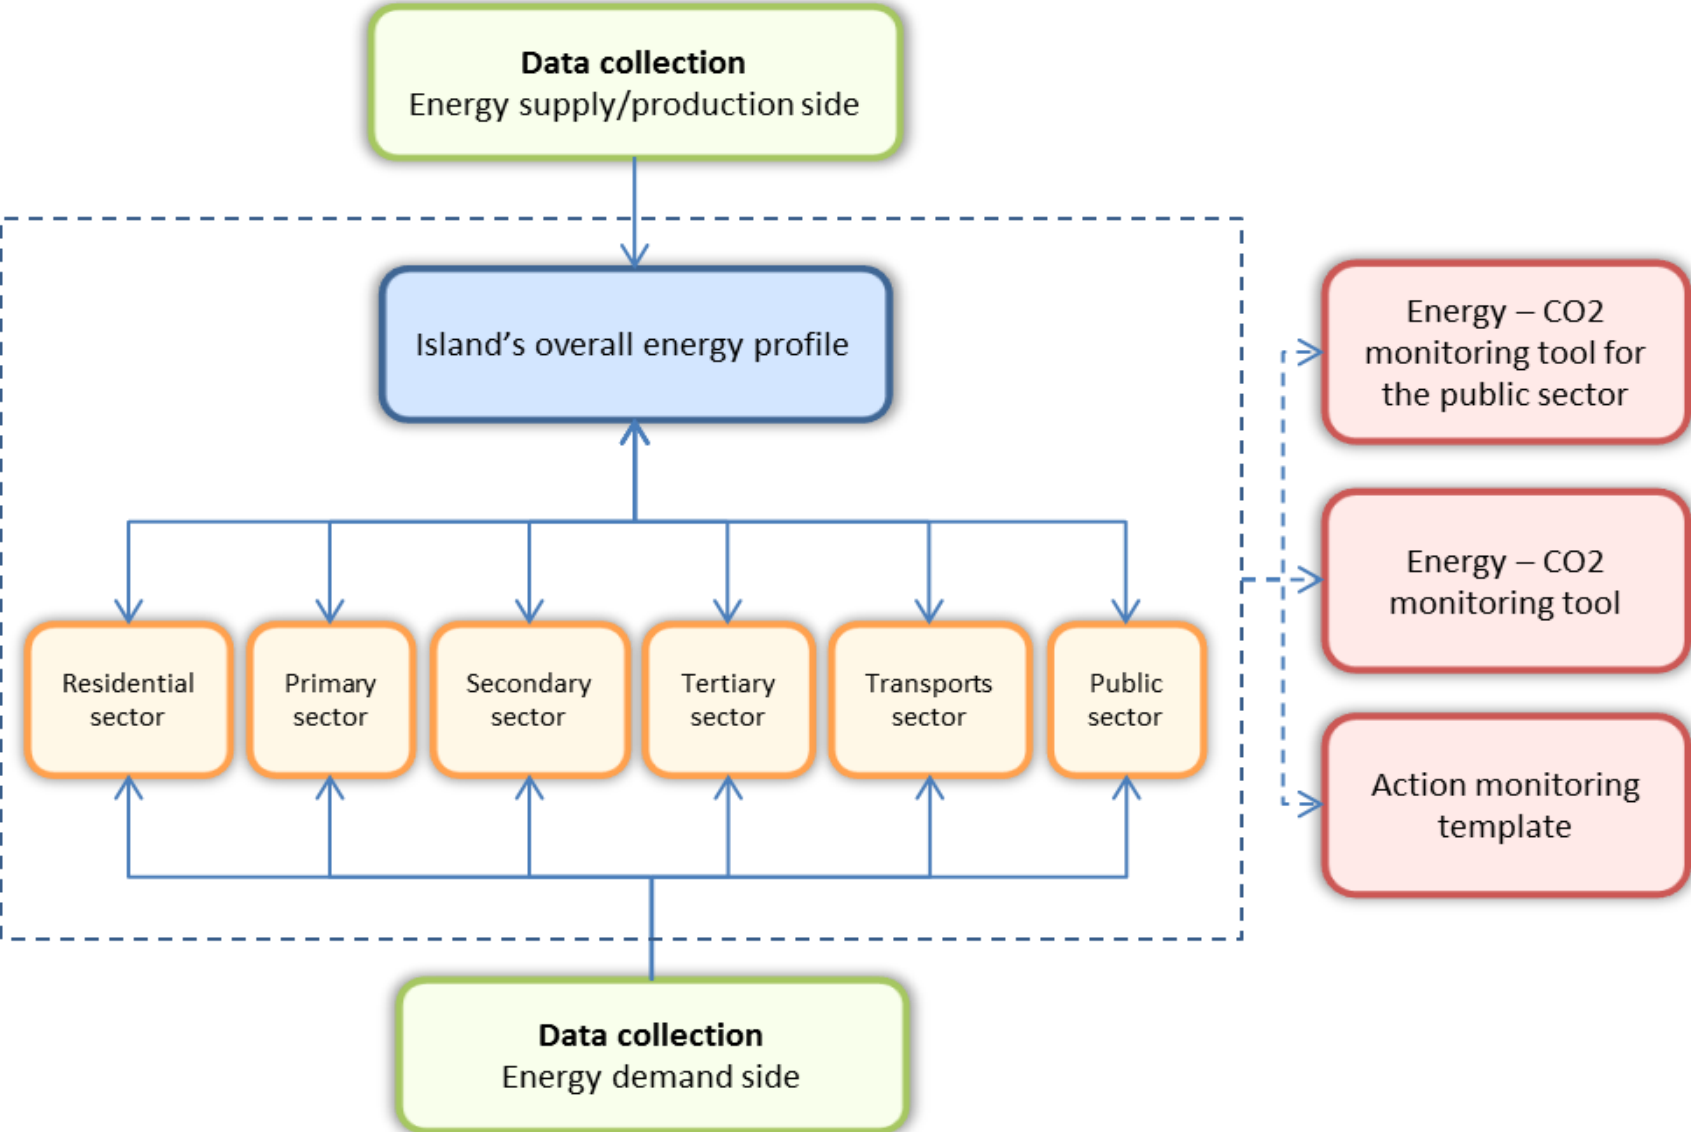 Data collection
Energy supply/production side
Island’s overall energy profile
Energy – CO2
monitoring tool for
the public sector
Energy – CO2
monitoring tool
Action monitoring
template
Residential
sector
Primary
sector
Secondary
sector
Tertiary
sector
Transports
sector
Public
sector
Data collection
Energy demand side